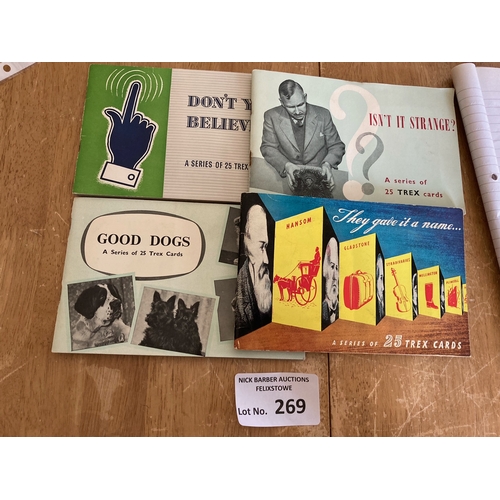 DON'T
BELIEV
A SERIES OF 25 TREX
ISN'T IT STRANGE?
A series of
25 TREX cards
GOOD DOGS
A Series of 25 Trex Cards
They gave it a name...
HANSOM
GLADSTONE
STRADIVARIUS
WELLINGTON
A SERIES OF 25 TREX CARDS
NICK BARBER AUCTIONS
FELIXSTOWE
Lot No. 269